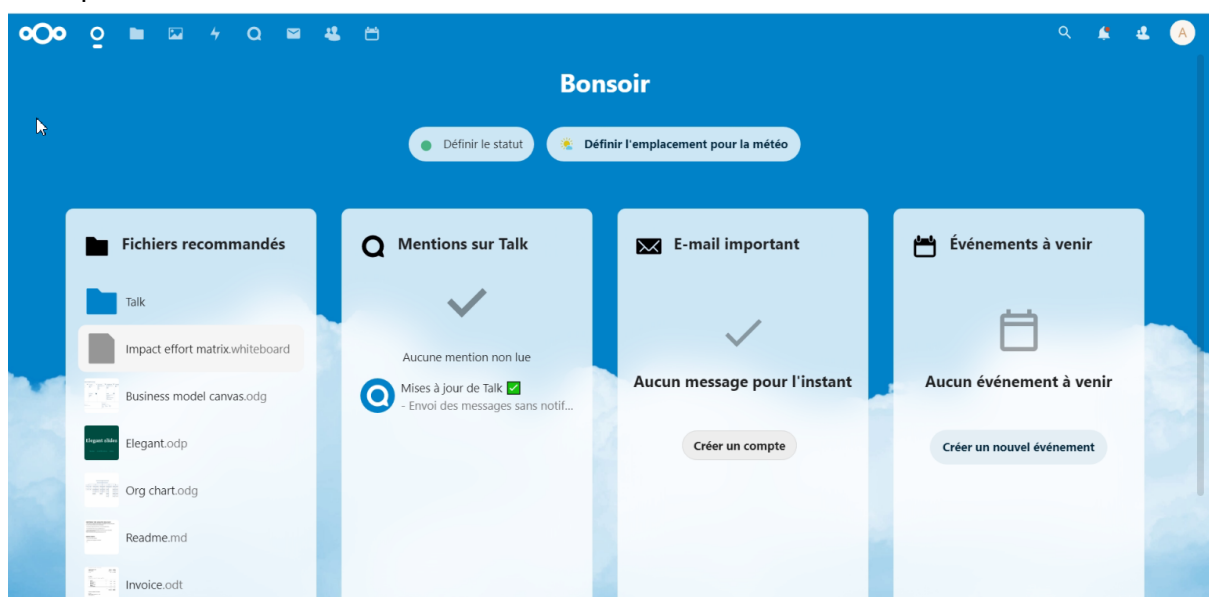 A
Bonsoir
Définir le statut
Définir l'emplacement pour la météo
Fichiers recommandés
Talk
Impact effort matrix.whiteboard
Business model canvas.odg
Elegant.odp
Org chart.odg
Readme.md
Invoice.odt
Mentions sur Talk
Aucune mention non lue
Mises à jour de Talk ✅
- Envoi des messages sans notif...
E-mail important
Aucun message pour l'instant
Créer un compte
Événements à venir
Aucun événement à venir
Créer un nouvel événement